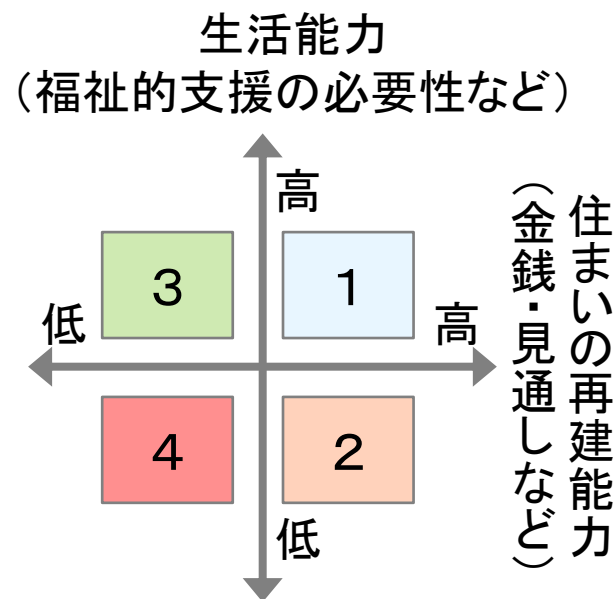 生活能力
（福祉的支援の必要性など）
高
3
1
低
高
4
2
低
住まいの再建能力
（金銭・見通しなど）